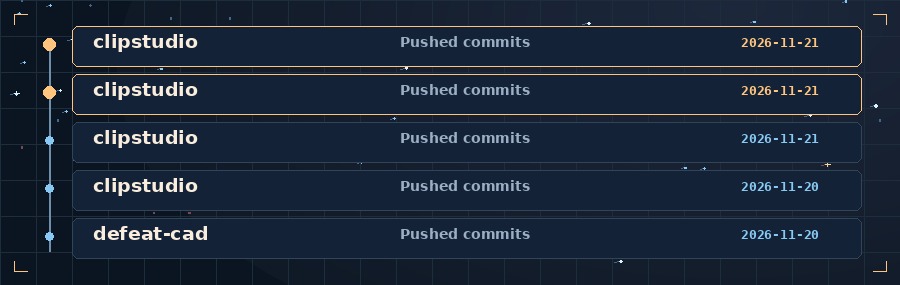 clipstudio Pushed commits 2026-11-21
clipstudio Pushed commits 2026-11-21
clipstudio Pushed commits 2026-11-21
clipstudio Pushed commits 2026-11-20
defeat-cad Pushed commits 2026-11-20